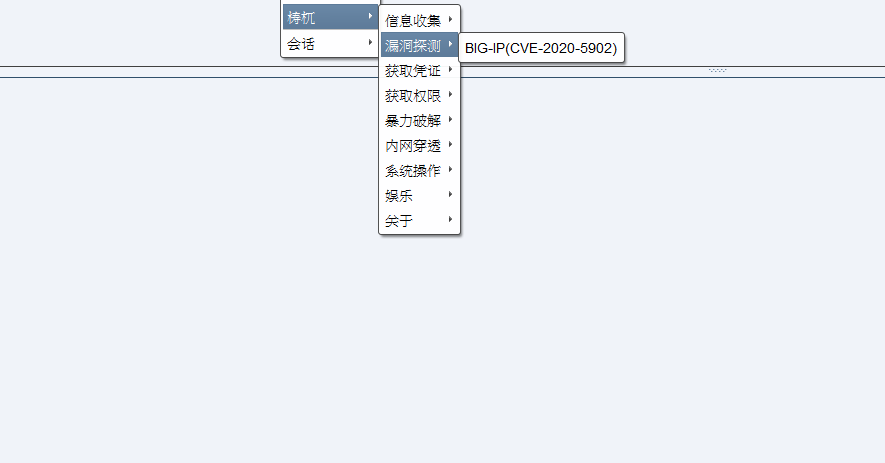 梼杌
会话
信息收集
漏洞探测
获取凭证
获取权限
暴力破解
内网穿透
系统操作
娱乐
关于
BIG-IP(CVE-2020-5902)